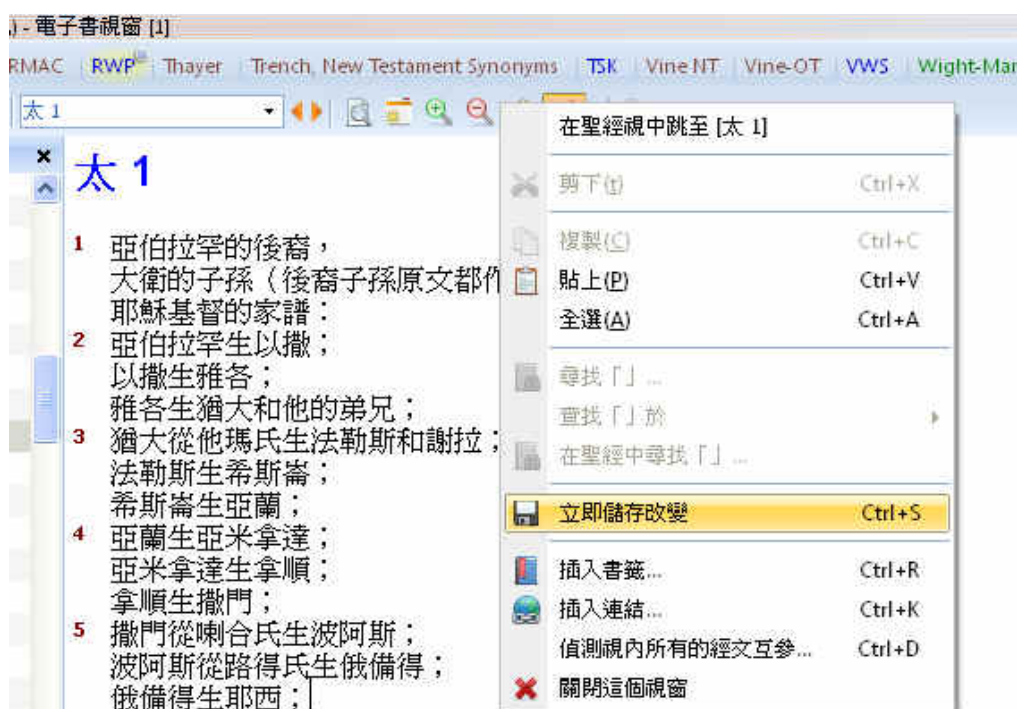 - 電子書視窗 [1]
RMAC RWP Thayer Trench, New Testament Synonyms TSK Vine NT Vine-OT VWS Wight-Man
太 1
太 1
1 亞伯拉罕的後裔，
大衛的子孫（後裔子孫原文都作
耶穌基督的家譜：
2 亞伯拉罕生以撒；
以撒生雅各；
雅各生猶大和他的弟兄；
3 猶大從他瑪氏生法勒斯和謝拉；
法勒斯生希斯崙；
希斯崙生亞蘭；
4 亞蘭生亞米拿達；
亞米拿達生拿順；
拿順生撒門；
5 撒門從喇合氏生波阿斯；
波阿斯從路得氏生俄備得；
俄備得生耶西；
在聖經視中跳至 [太 1]
剪下(t) Ctrl+X
複製(C) Ctrl+C
貼上(P) Ctrl+V
全選(A) Ctrl+A
尋找「」...
查找「」於
在聖經中尋找「」...
立即儲存改變 Ctrl+S
插入書籤... Ctrl+R
插入連結... Ctrl+K
偵測視內所有的經文互參... Ctrl+D
關閉這個視窗